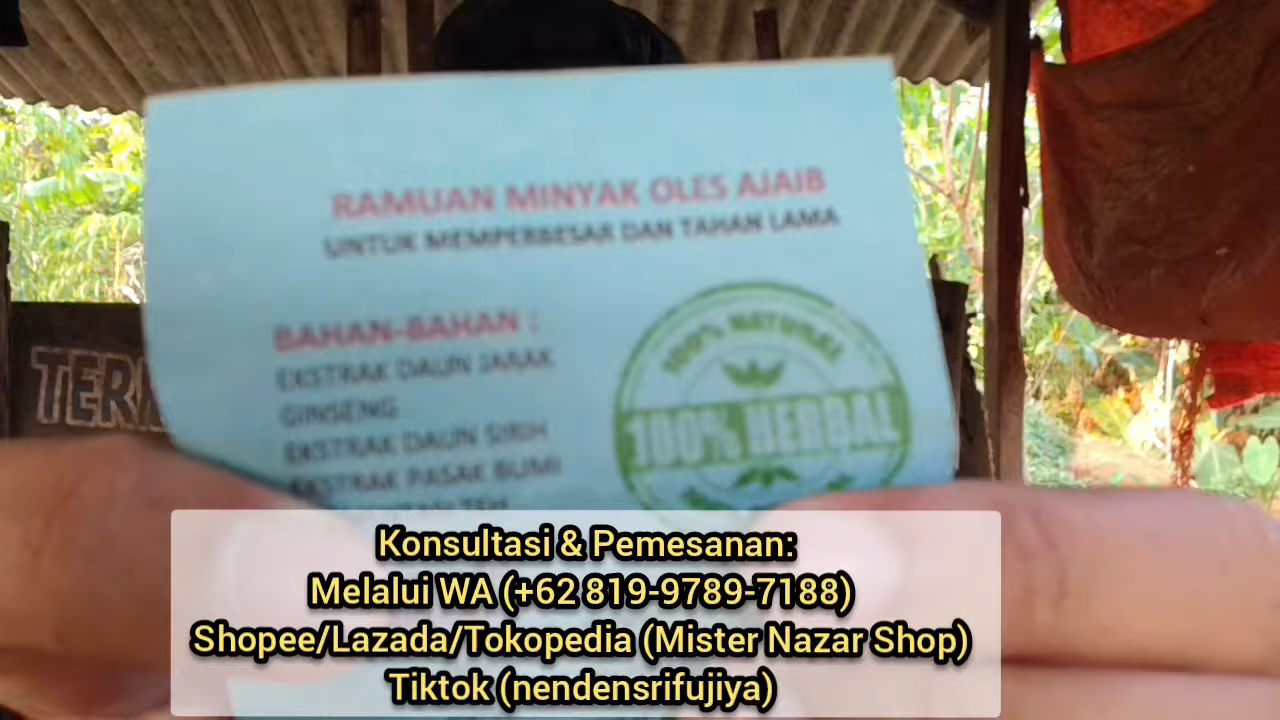 RAMUAN MINYAK OLES AJAIB
UNTUK MEMPERBESAR DAN TAHAN LAMA
BAHAN-BAHAN :
EKSTRAK DAUN JARAK
GINSENG
EKSTRAK DAUN SIRIH
EKSTRAK PASAK BUMI
TEH
100% NATURAL
100% HERBAL
TER
Konsultasi & Pemesanan:
Melalui WA (+62 819-9789-7188)
Shopee/Lazada/Tokopedia (Mister Nazar Shop)
Tiktok (nendensrifujiya)